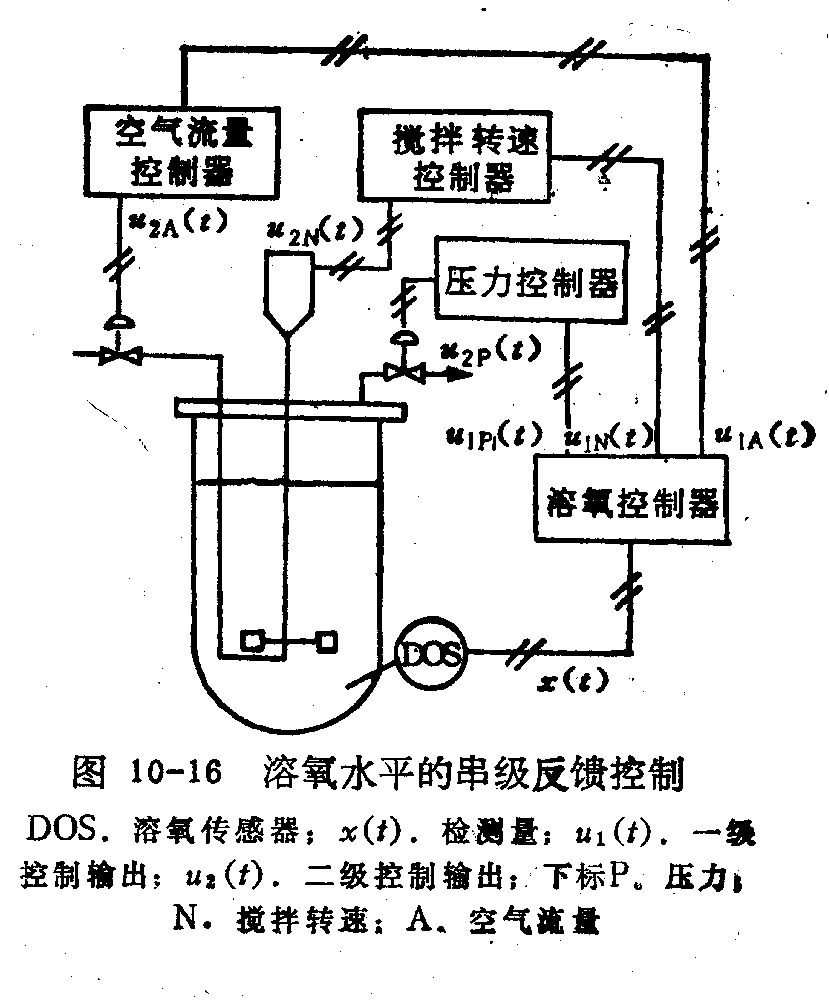 空气流量
控制器
搅拌转速
控制器
u2A(t)
u2N(t)
压力控制器
u2P(t)
u1P(t)
u1N(t)
u1A(t)
溶氧控制器
DOS
x(t)
图 10-16 溶氧水平的串级反馈控制
DOS. 溶氧传感器; x(t). 检测量; u1(t). 一级
控制输出; u2(t). 二级控制输出; 下标P。压力;
N. 搅拌转速; A、空气流量